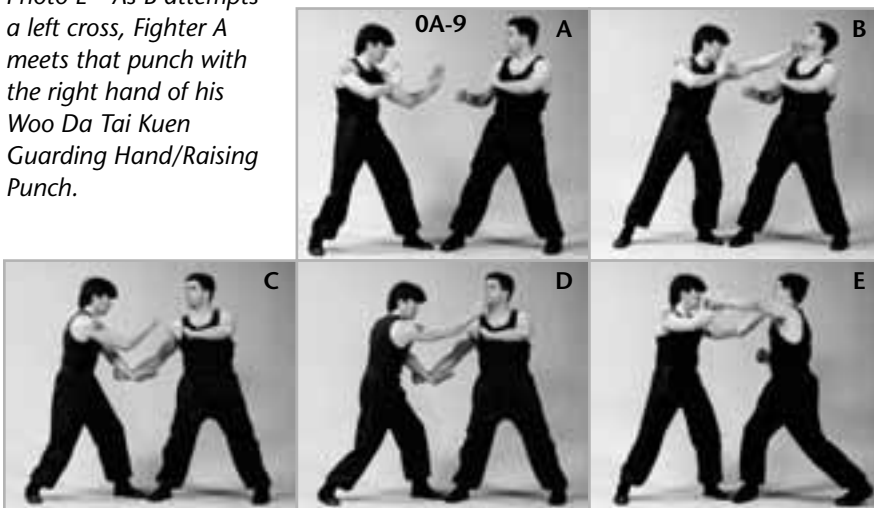 Photo E – As B attempts
a left cross, Fighter A
meets that punch with
the right hand of his
Woo Da Tai Kuen
Guarding Hand/Raising
Punch.
0A-9
A
B
C
D
E